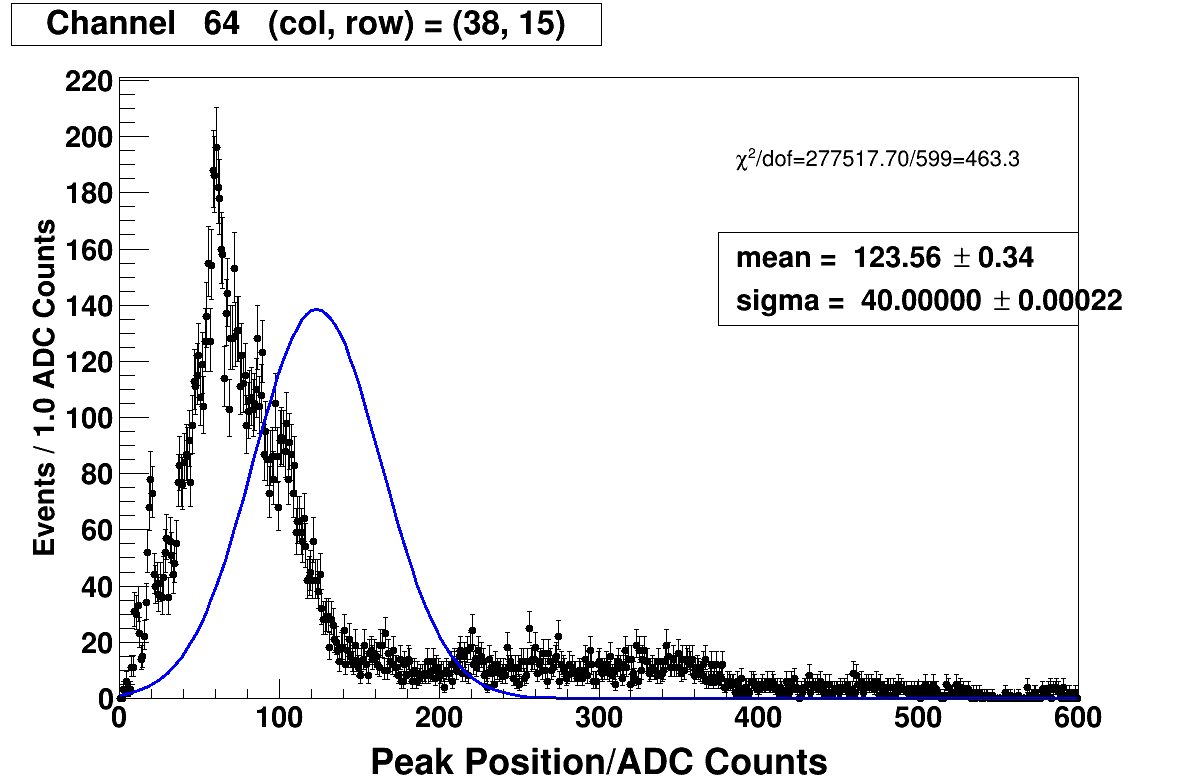 Channel 64 (col, row) = (38, 15)
220
200
180
160
140
120
100
80
60
40
20
0
Events / 1.0 ADC Counts
χ²/dof=277517.70/599=463.3
mean = 123.56 ± 0.34
sigma = 40.00000 ± 0.00022
0 100 200 300 400 500 600
Peak Position/ADC Counts